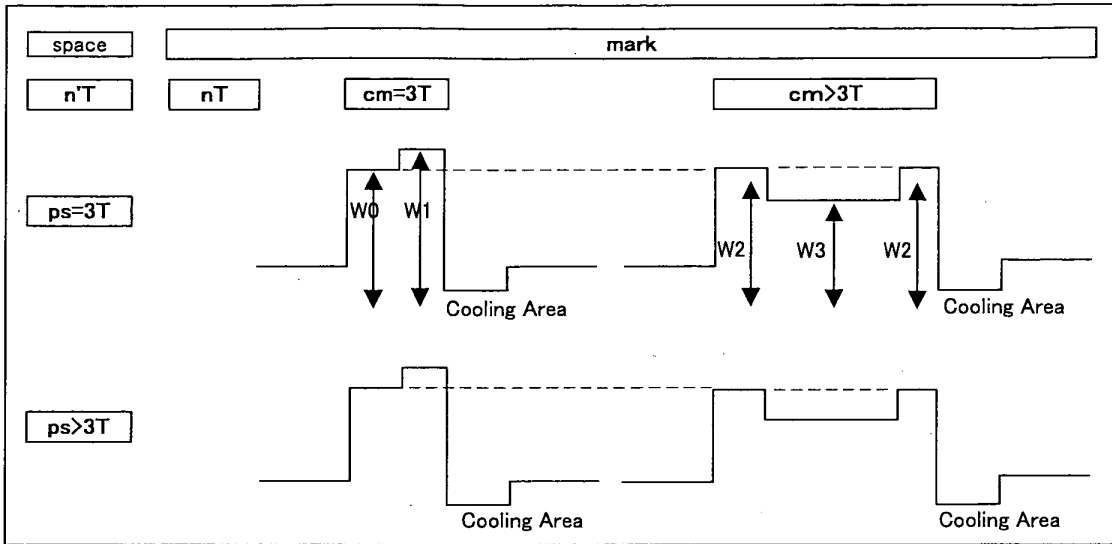 space
mark
n'T
nT
cm=3T
cm>3T
ps=3T
W0
W1
W2
W3
W2
Cooling Area
Cooling Area
ps>3T
Cooling Area
Cooling Area